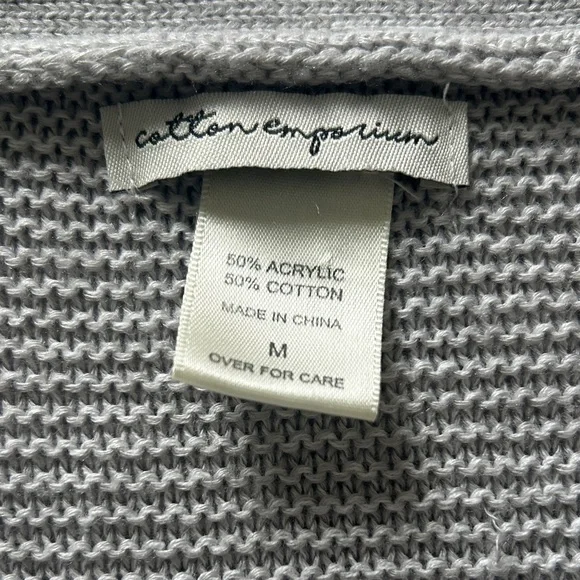 cotton emporium
50% ACRYLIC
50% COTTON
MADE IN CHINA
M
OVER FOR CARE